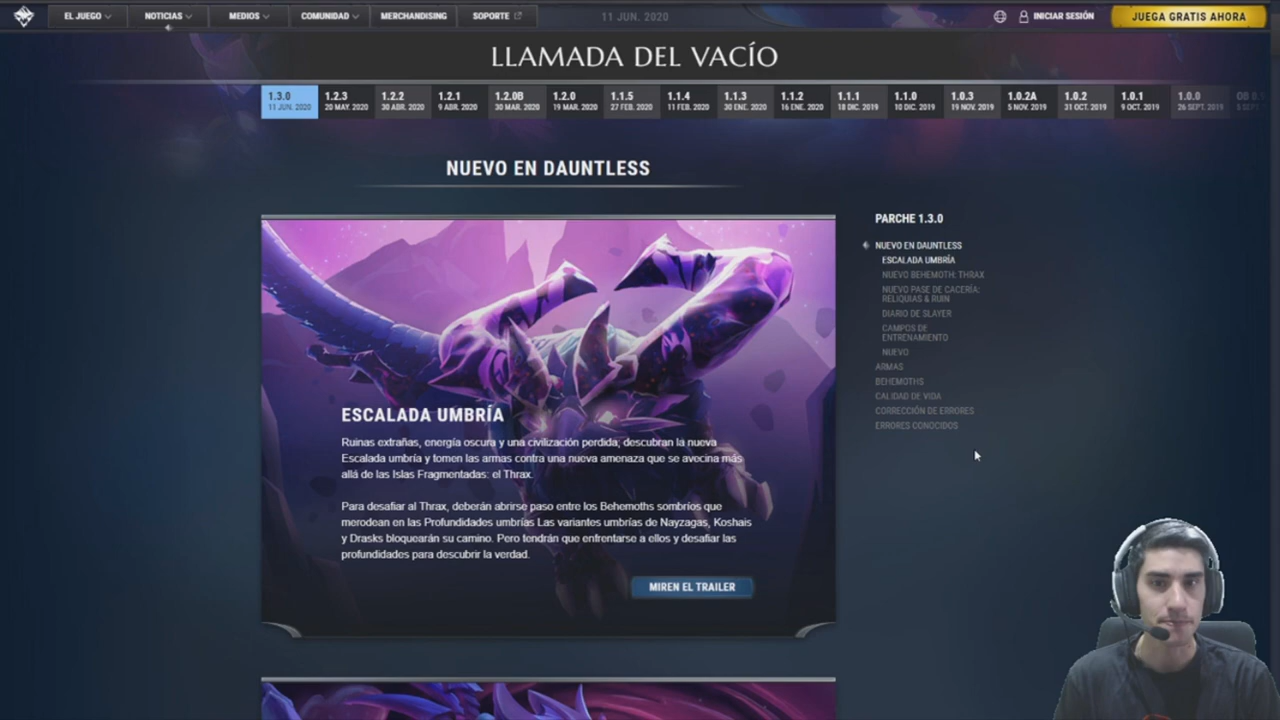 EL JUEGO
NOTICIAS
MEDIOS
COMUNIDAD
MERCHANDISING
SOPORTE
11 JUN. 2020
INICIAR SESIÓN
JUEGA GRATIS AHORA
LLAMADA DEL VACÍO
1.3.0
11 JUN. 2020
1.2.3
20 MAY. 2020
1.2.2
30 ABR. 2020
1.2.1
9 ABR. 2020
1.2.0B
30 MAR. 2020
1.2.0
19 MAR. 2020
1.1.5
27 FEB. 2020
1.1.4
11 FEB. 2020
1.1.3
30 ENE. 2020
1.1.2
16 ENE. 2020
1.1.1
18 DIC. 2019
1.1.0
10 DIC. 2019
1.0.3
19 NOV. 2019
1.0.2A
5 NOV. 2019
1.0.2
31 OCT. 2019
1.0.1
9 OCT. 2019
1.0.0
26 SEPT. 2019
NUEVO EN DAUNTLESS
ESCALADA UMBRÍA
Ruinas extrañas, energía oscura y una civilización perdida; descubran la nueva
Escalada umbría y tomen las armas contra una nueva amenaza que se avecina más
allá de las Islas Fragmentadas: el Thrax.
Para desafiar al Thrax, deberán abrirse paso entre los Behemoths sombríos que
merodean en las Profundidades umbrías Las variantes umbrías de Nayzagas, Koshais
y Drasks bloquearán su camino. Pero tendrán que enfrentarse a ellos y desafiar las
profundidades para descubrir la verdad.
MIREN EL TRAILER
PARCHE 1.3.0
NUEVO EN DAUNTLESS
ESCALADA UMBRÍA
NUEVO BEHEMOTH: THRAX
NUEVO PASE DE CACERÍA:
RELIQUIAS & RUIN
DIARIO DE SLAYER
CAMPOS DE
ENTRENAMIENTO
NUEVO
ARMAS
BEHEMOTHS
CALIDAD DE VIDA
CORRECCIÓN DE ERRORES
ERRORES CONOCIDOS